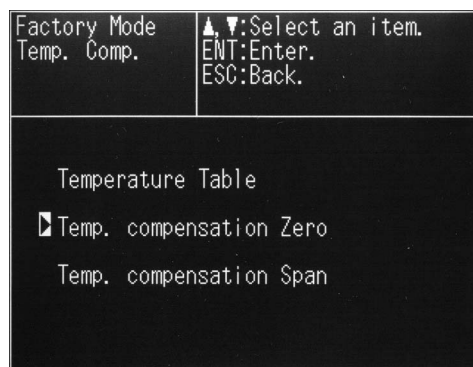 Factory Mode
Temp. Comp.
▲,▼:Select an item.
ENT:Enter.
ESC:Back.
Temperature Table
Temp. compensation Zero
Temp. compensation Span